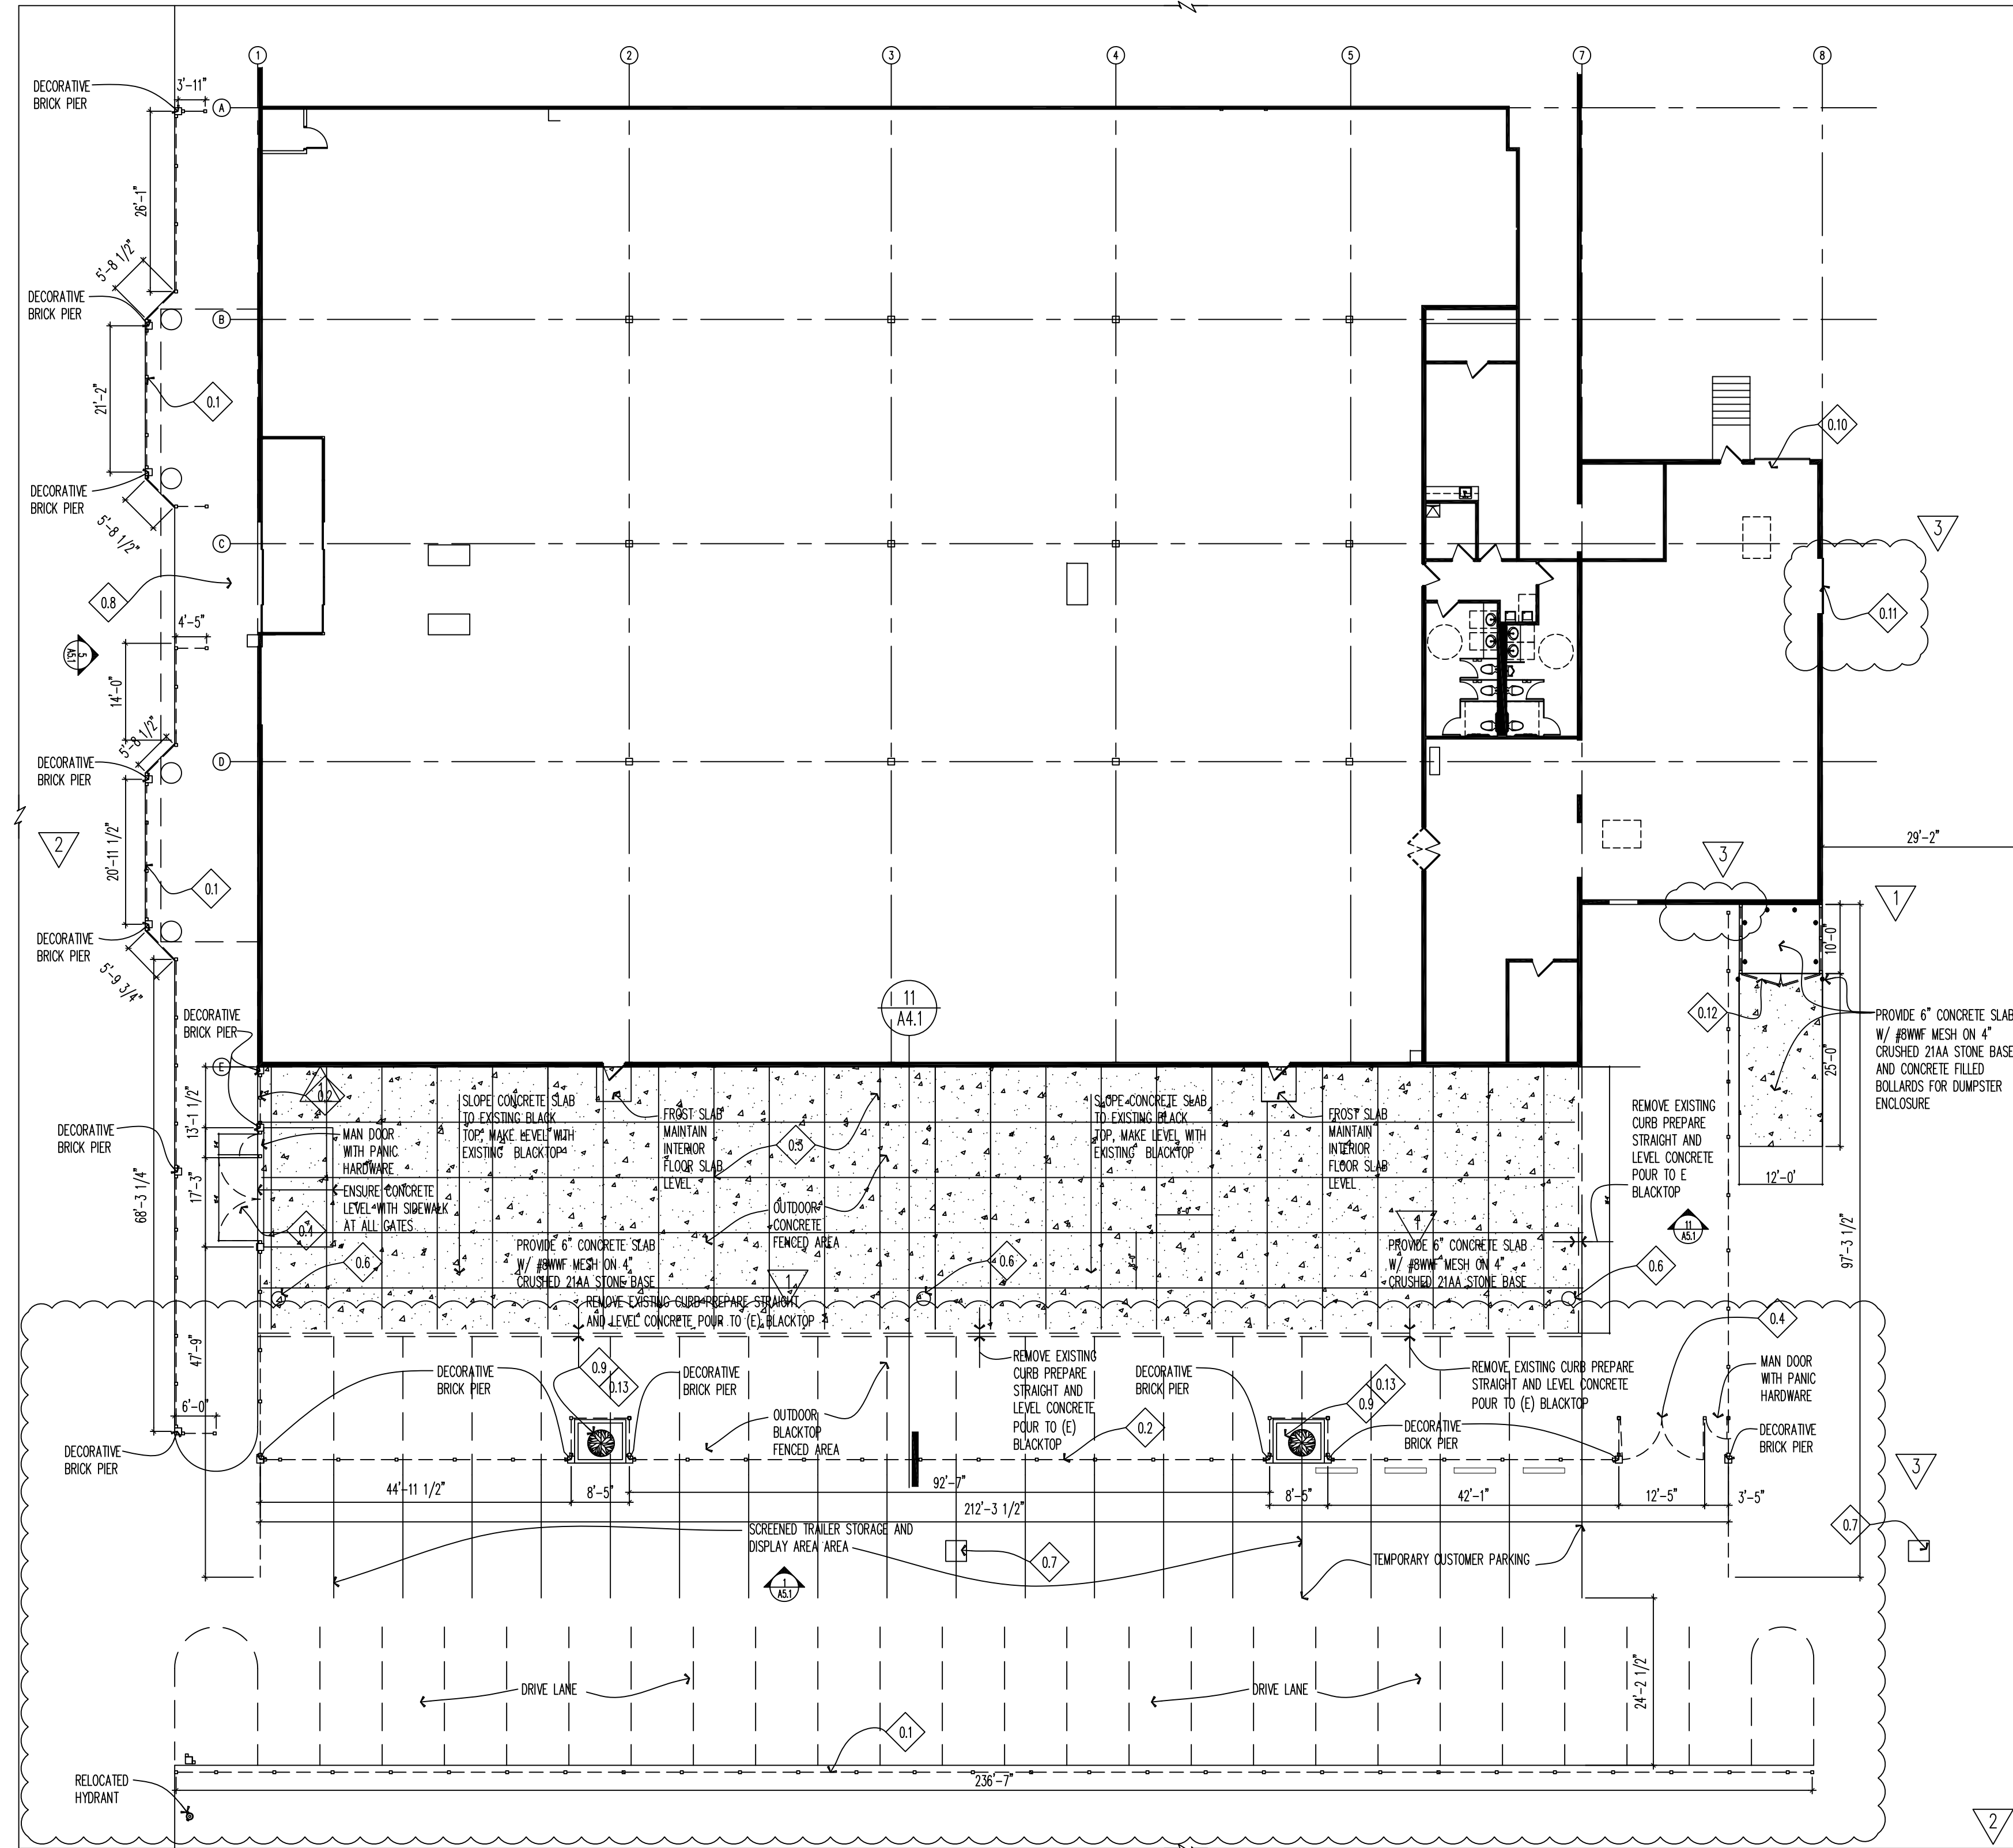 1
2
3
4
5
7
8
DECORATIVE
BRICK PIER
3'-11"
A
26'-1"
5'-8 1/2"
DECORATIVE
BRICK PIER
B
21'-2"
0.1
0.10
DECORATIVE
BRICK PIER
5'-8 1/2"
C
3
0.8
0.11
4'-5"
5
A5.1
14'-0"
5'-8 1/2"
DECORATIVE
BRICK PIER
D
2
20'-11 1/2"
0.1
3
29'-2"
1
DECORATIVE
BRICK PIER
5'-9 3/4"
10'-0"
11
A4.1
0.12
DECORATIVE
BRICK PIER
PROVIDE 6" CONCRETE SLAB
W/ #8WWF MESH ON 4"
CRUSHED 21AA STONE BASE
AND CONCRETE FILLED
BOLLARDS FOR DUMPSTER
ENCLOSURE
25'-0"
12'-0"
97'-3 1/2"
E
0.2
13'-11 1/2"
SLOPE CONCRETE SLAB
TO EXISTING BLACK
TOP, MAKE LEVEL WITH
EXISTING BLACKTOP
FROST SLAB
MAINTAIN
INTERIOR
FLOOR SLAB
LEVEL
0.3
SLOPE CONCRETE SLAB
TO EXISTING BLACK
TOP, MAKE LEVEL WITH
EXISTING BLACKTOP
FROST SLAB
MAINTAIN
INTERIOR
FLOOR SLAB
LEVEL
REMOVE EXISTING
CURB PREPARE
STRAIGHT AND
LEVEL CONCRETE
POUR TO E
BLACKTOP
DECORATIVE
BRICK PIER
MAN DOOR
WITH PANIC
HARDWARE
17'-3"
68'-3 1/4"
ENSURE CONCRETE
LEVEL WITH SIDEWALK
AT ALL GATES
0.4
OUTDOOR
CONCRETE
FENCED AREA
11
A5.1
0.6
PROVIDE 6" CONCRETE SLAB
W/ #8WWF MESH ON 4"
CRUSHED 21AA STONE BASE
1
0.6
1
PROVIDE 6" CONCRETE SLAB
W/ #8WWF MESH ON 4"
CRUSHED 21AA STONE BASE
0.6
REMOVE EXISTING CURB PREPARE STRAIGHT
AND LEVEL CONCRETE POUR TO (E) BLACKTOP
47'-9"
0.4
DECORATIVE
BRICK PIER
0.9
0.13
DECORATIVE
BRICK PIER
REMOVE EXISTING
CURB PREPARE
STRAIGHT AND
LEVEL CONCRETE
POUR TO (E)
BLACKTOP
DECORATIVE
BRICK PIER
0.13
0.9
REMOVE EXISTING CURB PREPARE
STRAIGHT AND LEVEL CONCRETE
POUR TO (E) BLACKTOP
MAN DOOR
WITH PANIC
HARDWARE
6'-0"
OUTDOOR
BLACKTOP
FENCED AREA
0.2
DECORATIVE
BRICK PIER
DECORATIVE
BRICK PIER
DECORATIVE
BRICK PIER
3
44'-11 1/2"
8'-5"
92'-7"
8'-5"
42'-1"
12'-5"
3'-5"
212'-3 1/2"
SCREENED TRAILER STORAGE AND
DISPLAY AREA AREA
0.7
0.7
TEMPORARY CUSTOMER PARKING
1
A5.1
DRIVE LANE
DRIVE LANE
24'-2 1/2"
0.1
RELOCATED
HYDRANT
236'-7"
2